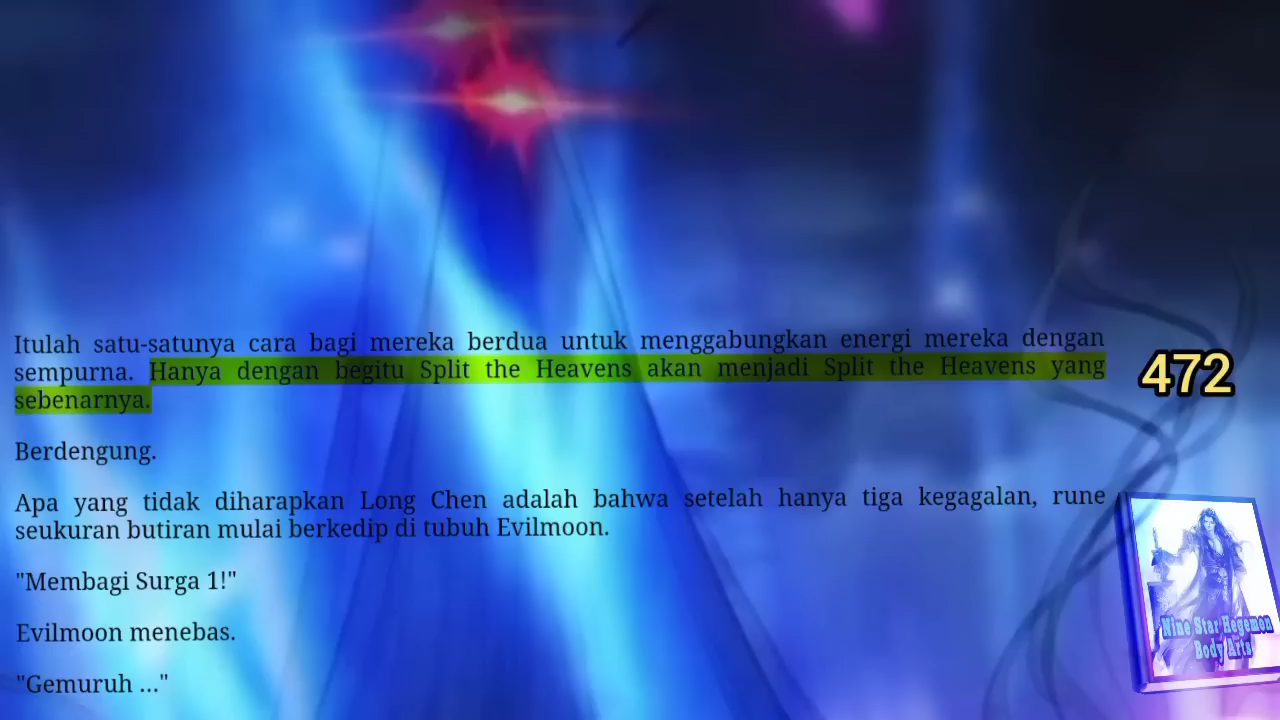 Itulah satu-satunya cara bagi mereka berdua untuk menggabungkan energi mereka dengan
sempurna. Hanya dengan begitu Split the Heavens akan menjadi Split the Heavens yang
sebenarnya.
Berdengung.
Apa yang tidak diharapkan Long Chen adalah bahwa setelah hanya tiga kegagalan, rune
seukuran butiran mulai berkedip di tubuh Evilmoon.
"Membagi Surga 1!"
Evilmoon menebas.
"Gemuruh ..."
472
Nine Star Hegemon
Body Arts